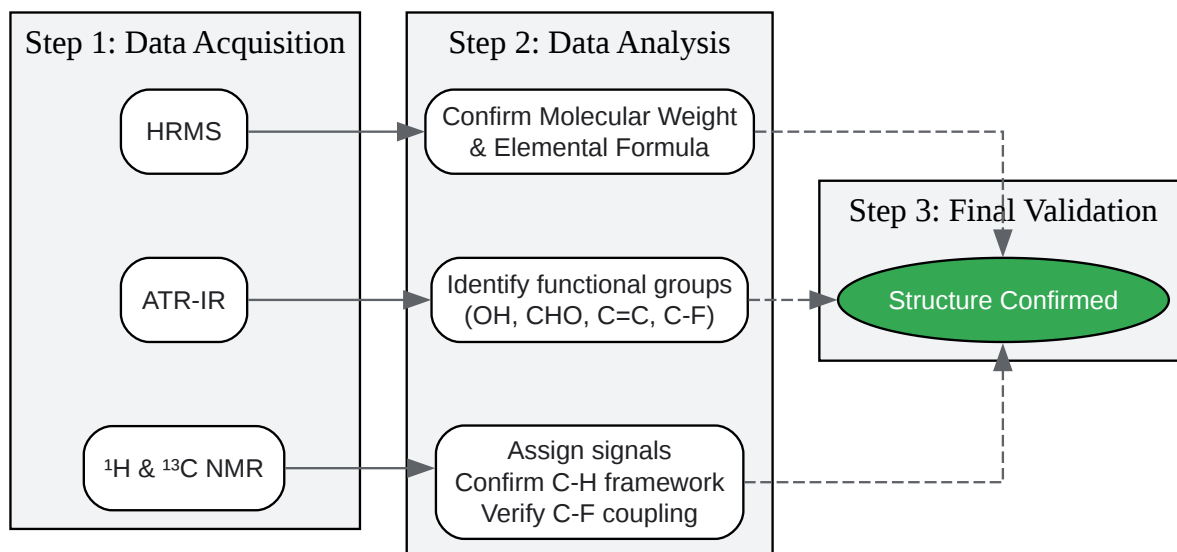 Step 1: Data Acquisition
HRMS
ATR-IR
¹H & ¹³C NMR
Step 2: Data Analysis
Confirm Molecular Weight
& Elemental Formula
Identify functional groups
(OH, CHO, C=C, C-F)
Assign signals
Confirm C-H framework
Verify C-F coupling
Step 3: Final Validation
Structure Confirmed